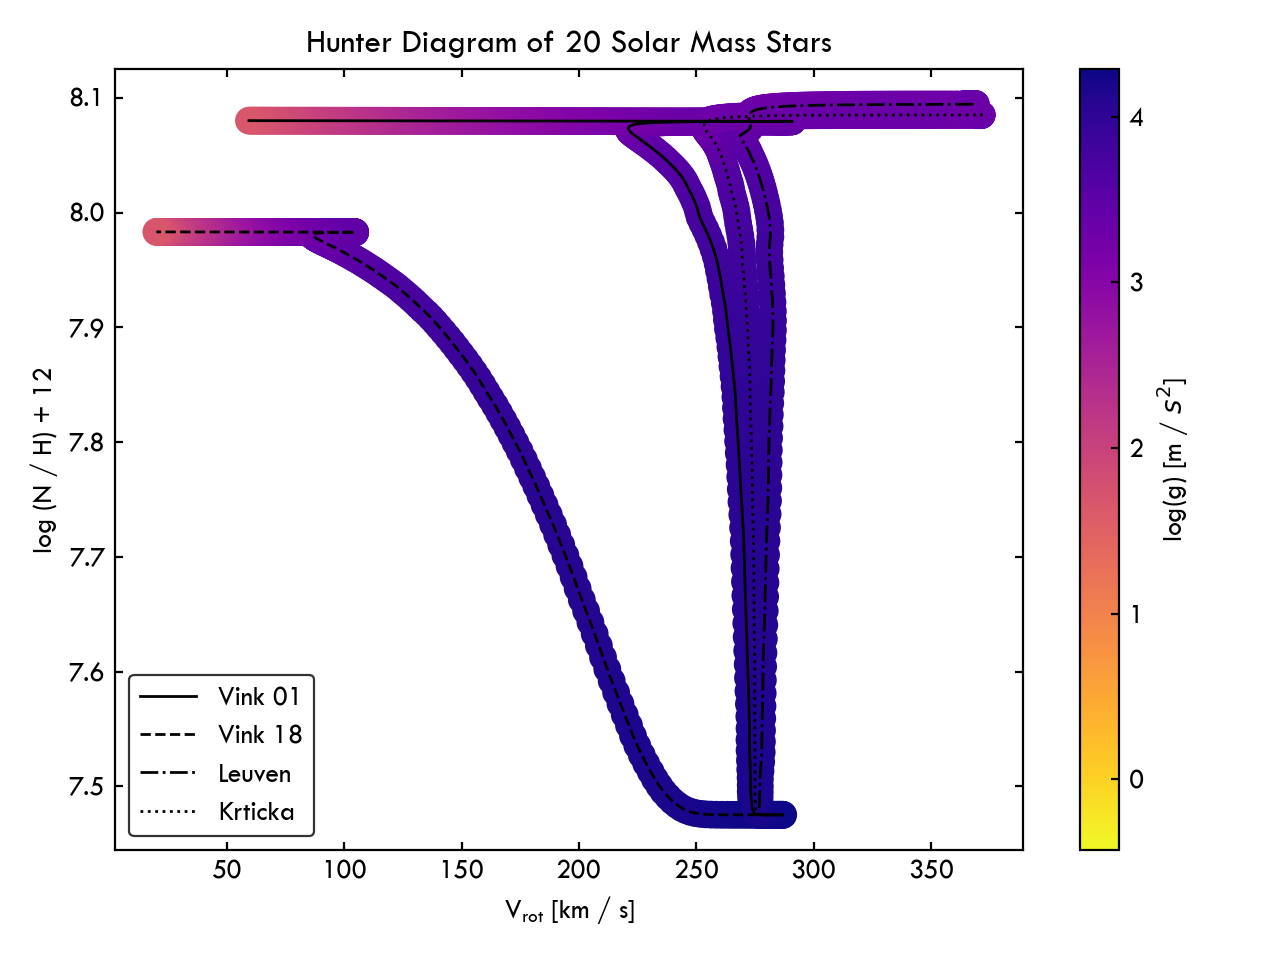 Hunter Diagram of 20 Solar Mass Stars
log (N / H) + 12
8.1
8.0
7.9
7.8
7.7
7.6
7.5
Vink 01
Vink 18
Leuven
Krticka
50 100 150 200 250 300 350
V_rot [km / s]
4
3
2
1
0
log(g) [m / s²]